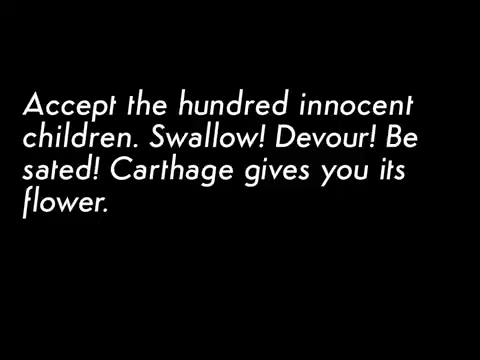 Accept the hundred innocent
children. Swallow! Devour! Be
sated! Carthage gives you its
flower.